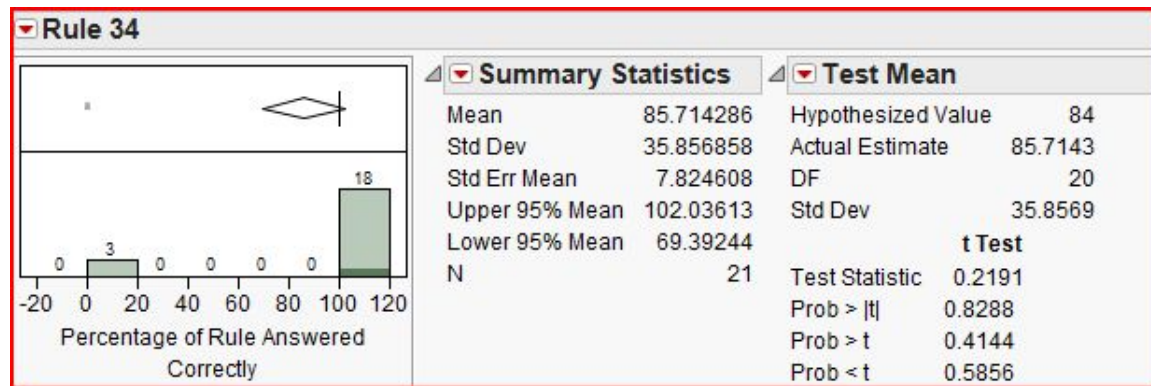 Rule 34
0 3 0 0 0 0 18
-20 0 20 40 60 80 100 120
Percentage of Rule Answered
Correctly
Summary Statistics
Mean 85.714286
Std Dev 35.856858
Std Err Mean 7.824608
Upper 95% Mean 102.03613
Lower 95% Mean 69.39244
N 21
Test Mean
Hypothesized Value 84
Actual Estimate 85.7143
DF 20
Std Dev 35.8569
t Test
Test Statistic 0.2191
Prob > |t| 0.8288
Prob > t 0.4144
Prob < t 0.5856